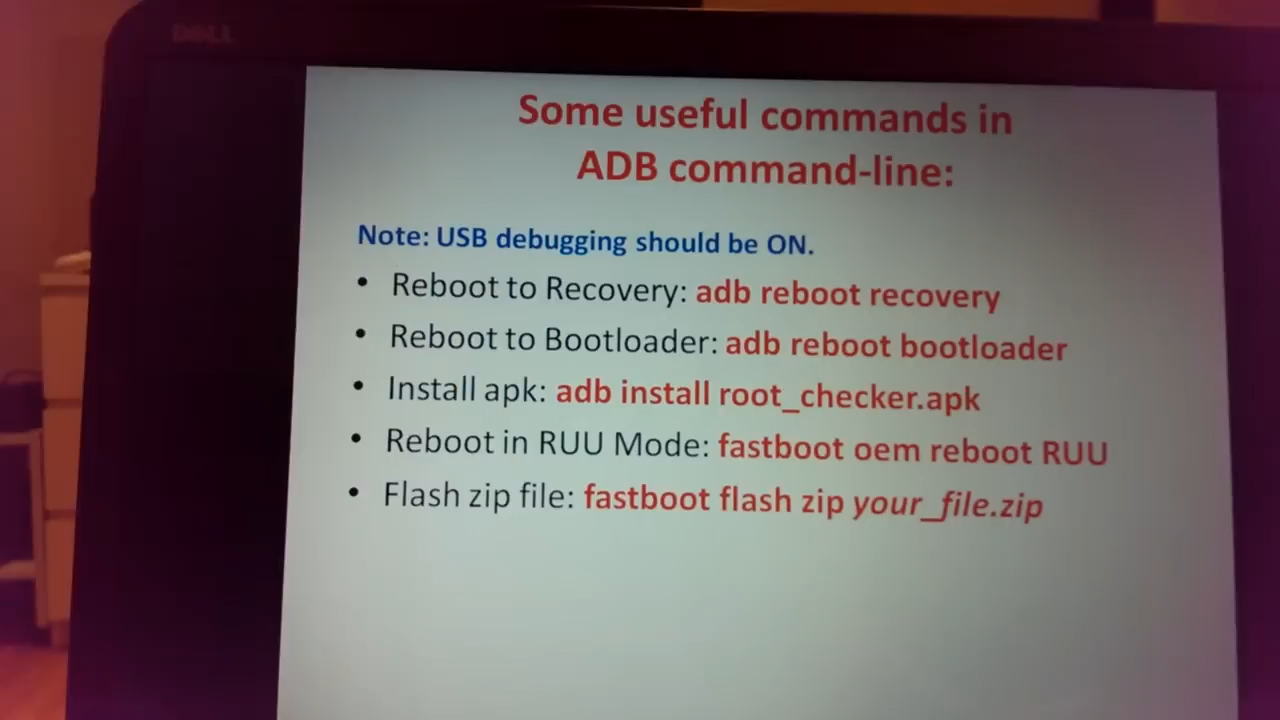 DELL
Some useful commands in
ADB command-line:
Note: USB debugging should be ON.
• Reboot to Recovery: adb reboot recovery
• Reboot to Bootloader: adb reboot bootloader
• Install apk: adb install root_checker.apk
• Reboot in RUU Mode: fastboot oem reboot RUU
• Flash zip file: fastboot flash zip your_file.zip